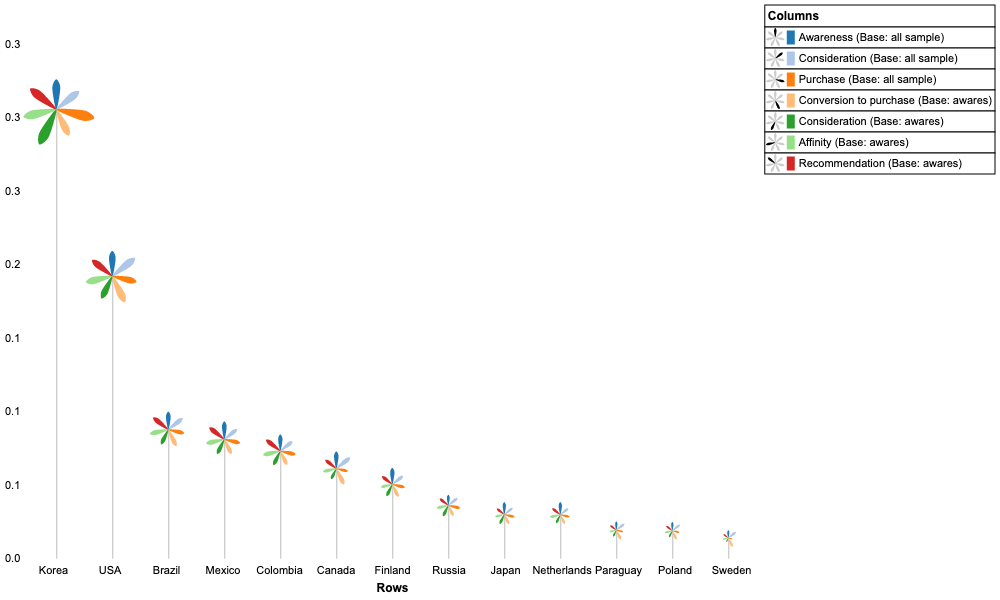 Columns
Awareness (Base: all sample)
Consideration (Base: all sample)
Purchase (Base: all sample)
Conversion to purchase (Base: awares)
Consideration (Base: awares)
Affinity (Base: awares)
Recommendation (Base: awares)
0.3
0.3
0.3
0.2
0.1
0.1
0.1
0.0
Korea USA Brazil Mexico Colombia Canada Finland Russia Japan Netherlands Paraguay Poland Sweden
Rows